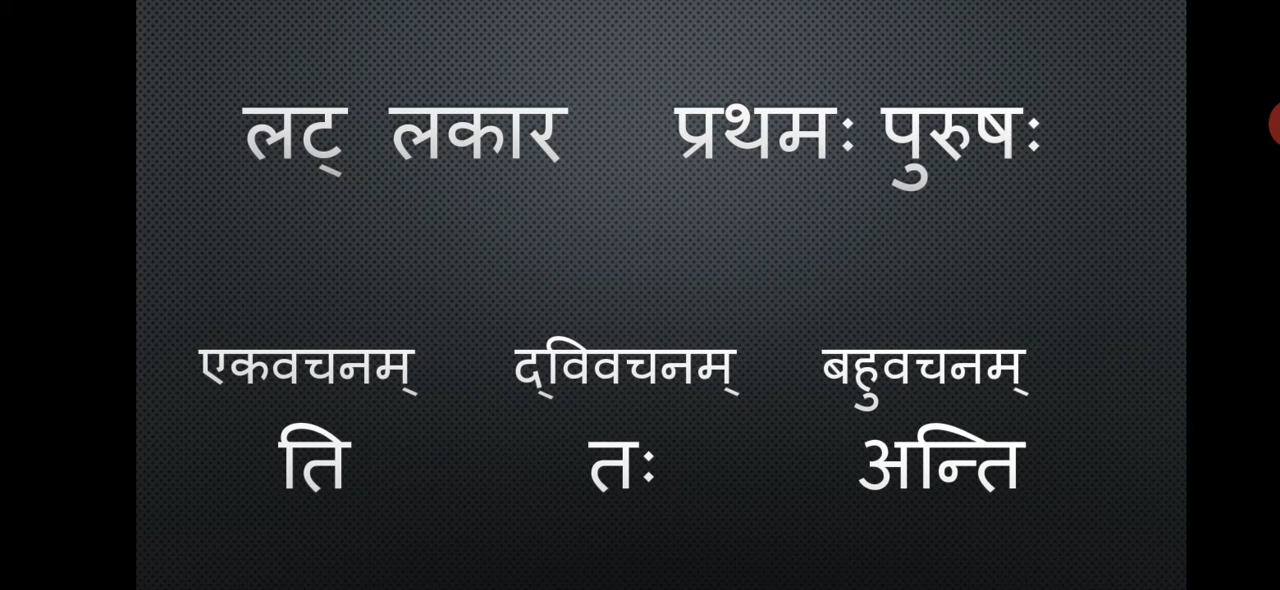 लट् लकार प्रथमः पुरुषः
एकवचनम् द्‌विवचनम् बहुवचनम्
ति तः अन्ति